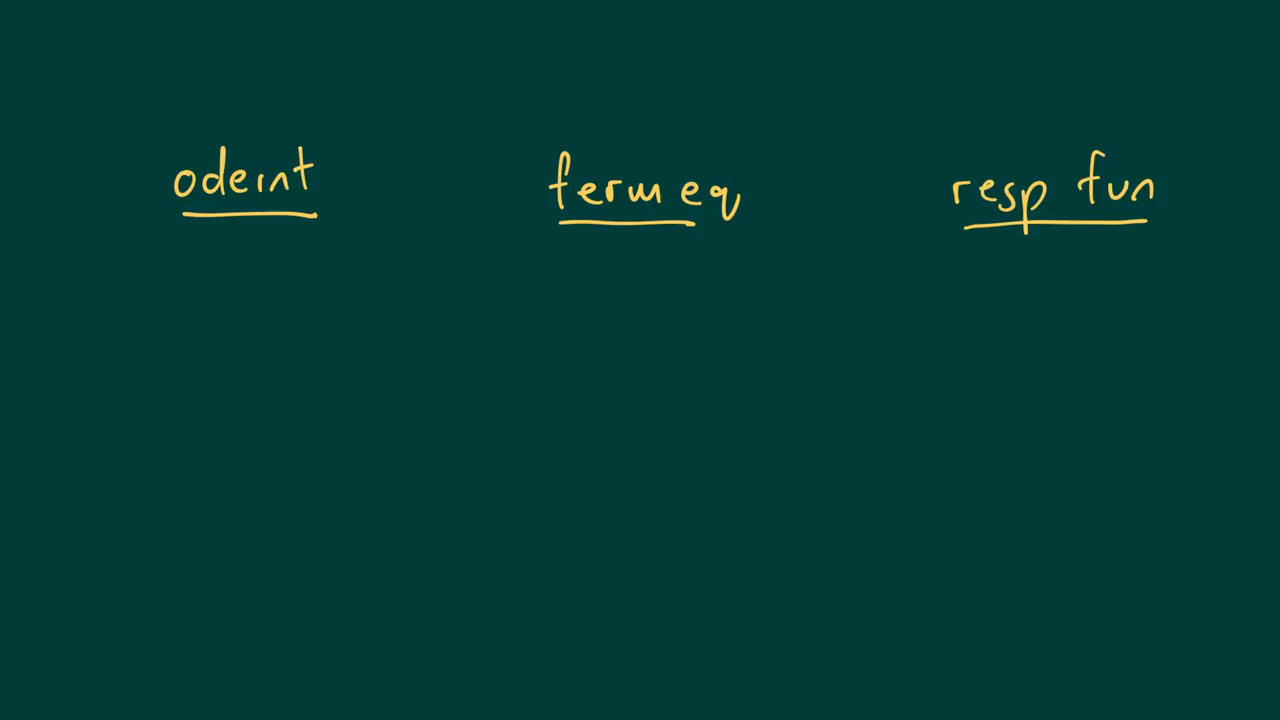 odeint
ferm eq
resp fun